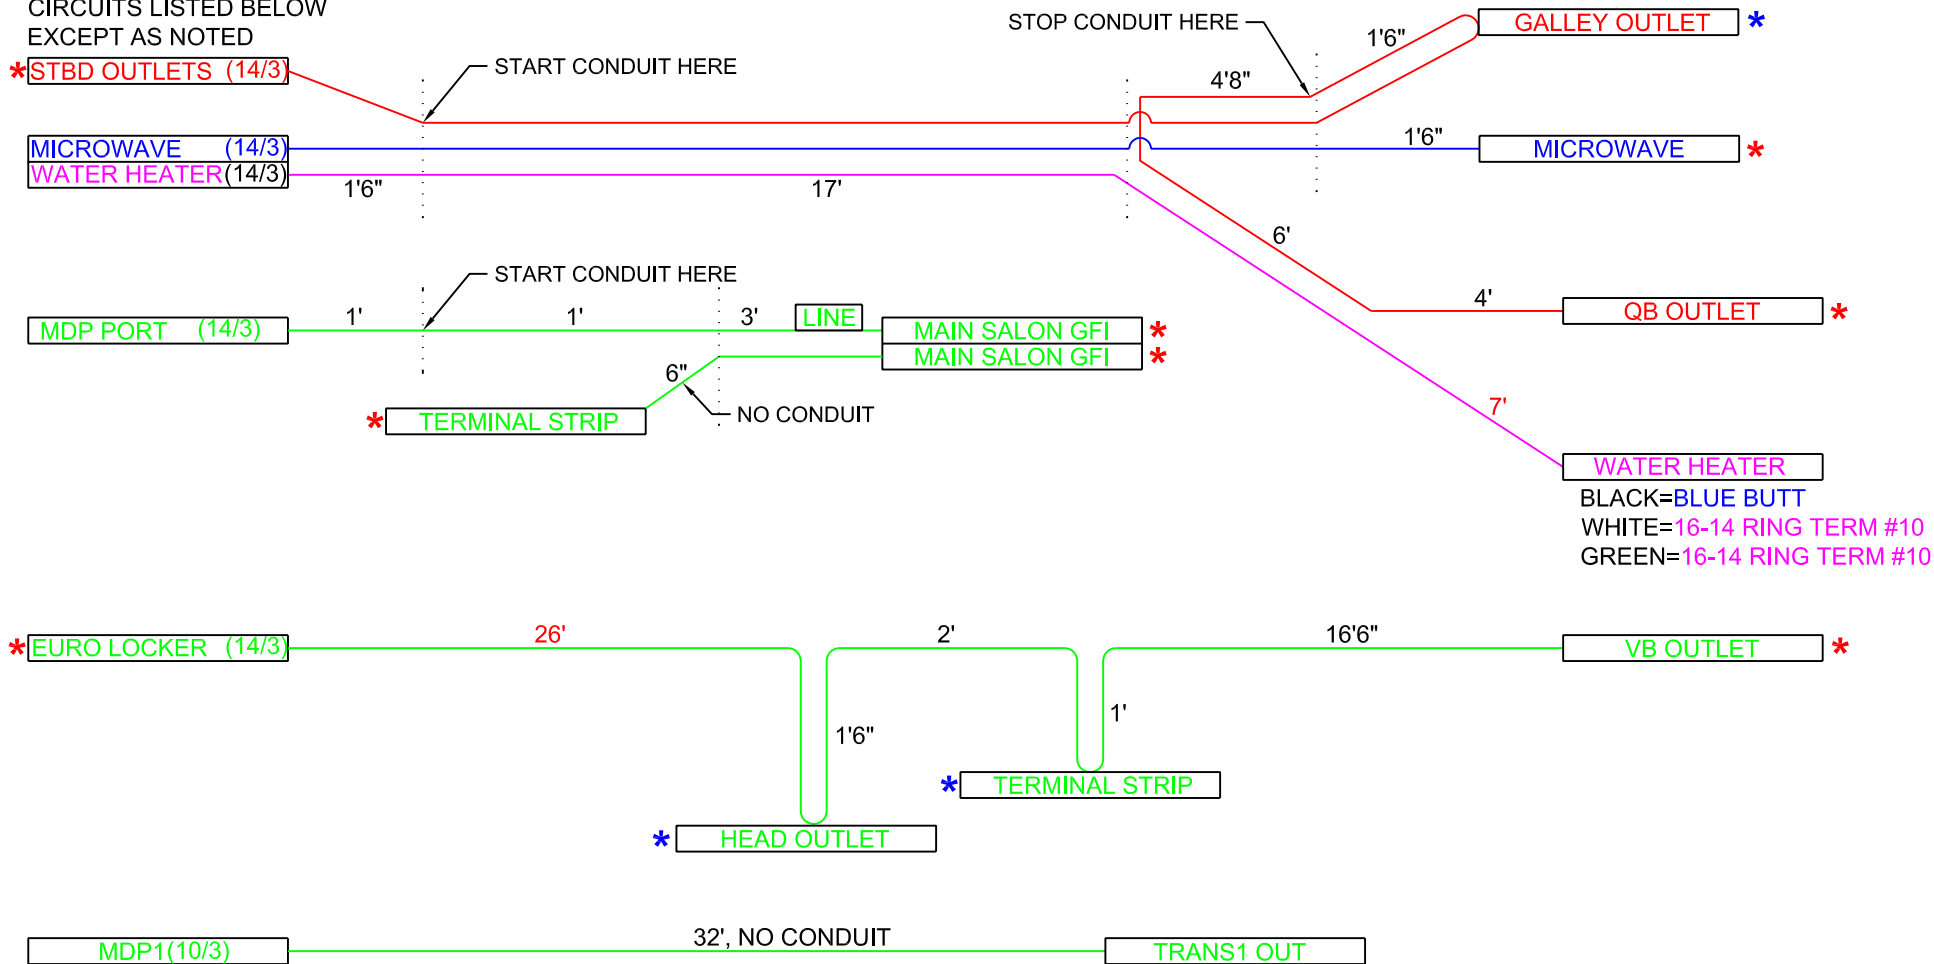 CIRCUITS LISTED BELOW
EXCEPT AS NOTED
STOP CONDUIT HERE
1'6"
GALLEY OUTLET *
* STBD OUTLETS (14/3)
START CONDUIT HERE
4'8"
MICROWAVE (14/3)
1'6"
MICROWAVE *
WATER HEATER (14/3)
1'6"
17'
6'
START CONDUIT HERE
4'
QB OUTLET *
MDP PORT (14/3)
1'
1'
3'
LINE
MAIN SALON GFI *
MAIN SALON GFI *
6"
NO CONDUIT
* TERMINAL STRIP
7'
WATER HEATER
BLACK=BLUE BUTT
WHITE=16-14 RING TERM #10
GREEN=16-14 RING TERM #10
* EURO LOCKER (14/3)
26'
2'
16'6"
VB OUTLET *
1'6"
1'
* TERMINAL STRIP
* HEAD OUTLET
MDP1(10/3)
32', NO CONDUIT
TRANS1 OUT